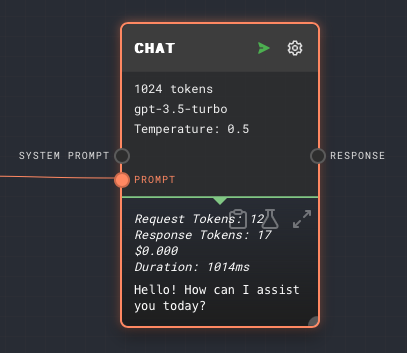 CHAT
1024 tokens
gpt-3.5-turbo
Temperature: 0.5
SYSTEM PROMPT
RESPONSE
PROMPT
Request Tokens: 12
Response Tokens: 17
$0.000
Duration: 1014ms
Hello! How can I assist
you today?